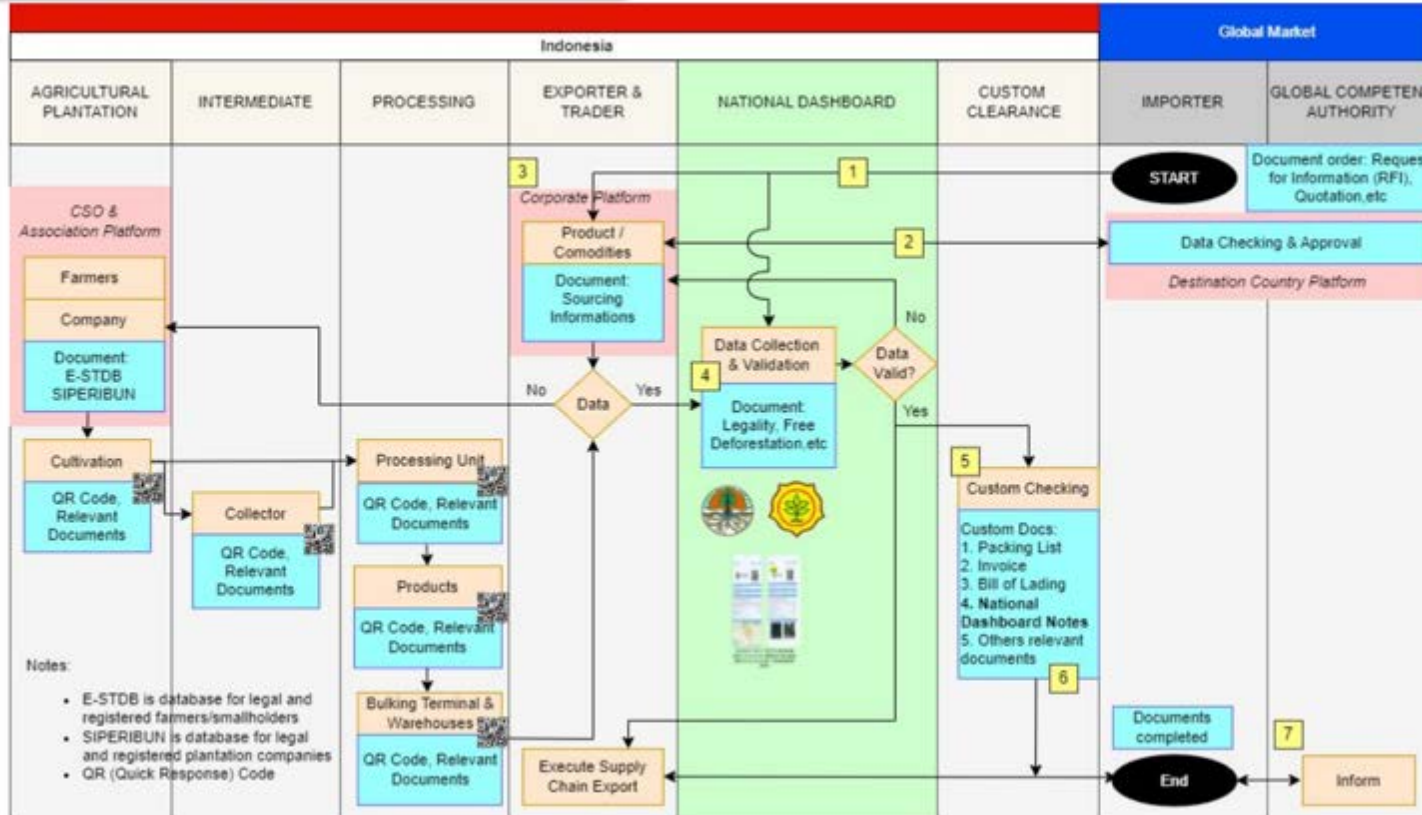 Indonesia
Global Market
AGRICULTURAL
PLANTATION
INTERMEDIATE
PROCESSING
EXPORTER &
TRADER
NATIONAL DASHBOARD
CUSTOM
CLEARANCE
IMPORTER
GLOBAL COMPETEN
AUTHORITY
START
Document order: Reques
for Information (RFI),
Quotation,etc
1
2
3
Data Checking & Approval
Destination Country Platform
CSO &
Association Platform
Farmers
Company
Document:
E-STDB
SIPERIBUN
Corporate Platform
Product /
Comodities
Document:
Sourcing
Informations
No
Data
Yes
Data Collection
& Validation
4
Document:
Legality, Free
Deforestation,etc
Data
Valid?
No
Yes
Cultivation
QR Code,
Relevant
Documents
Collector
QR Code,
Relevant
Documents
Processing Unit
QR Code, Relevant
Documents
Products
QR Code, Relevant
Documents
Bulking Terminal &
Warehouses
QR Code, Relevant
Documents
5
Custom Checking
Custom Docs:
1. Packing List
2. Invoice
3. Bill of Lading
4. National
Dashboard Notes
5. Others relevant
documents
6
Execute Supply
Chain Export
Documents
completed
End
7
Inform
Notes:
• E-STDB is database for legal and
registered farmers/smallholders
• SIPERIBUN is database for legal
and registered plantation companies
• QR (Quick Response) Code